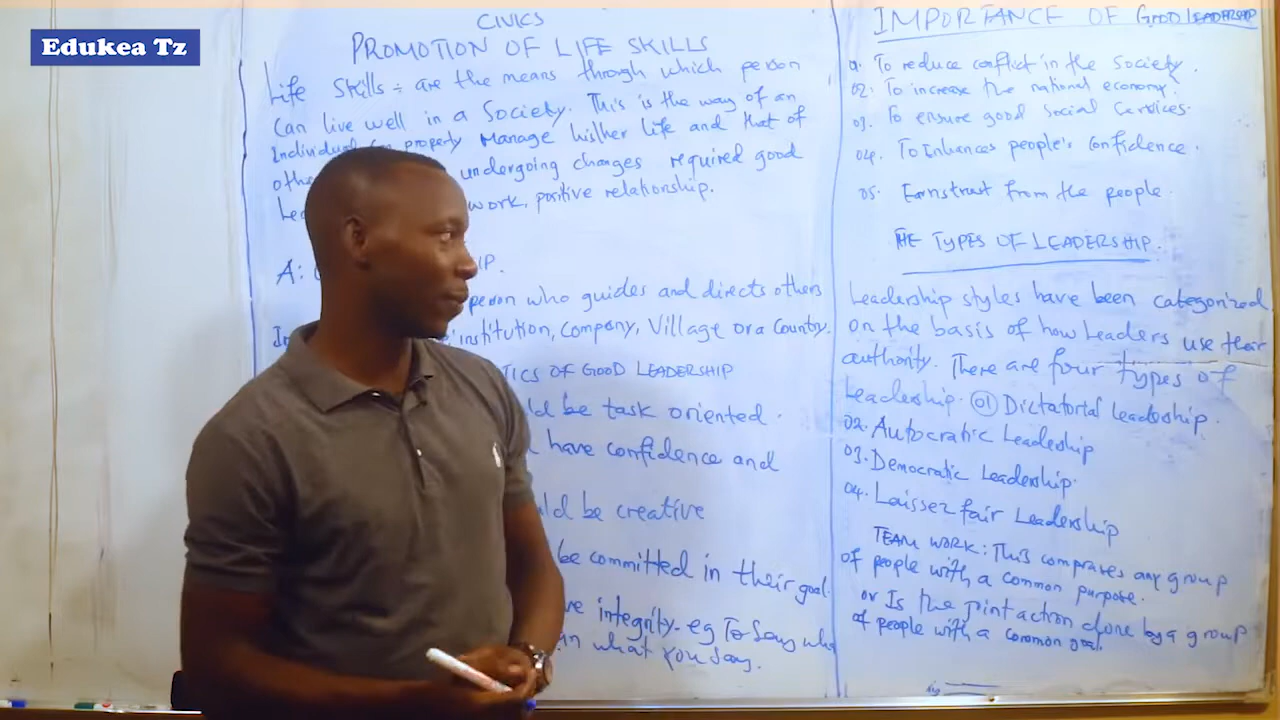 Edukea Tz
CIVICS
PROMOTION OF LIFE SKILLS
Life Skills: are the means through which person
Can live well in a Society. This is the way of an
Individual property Manage his/her life and that of
undergoing changes required good
work, positive relationship.
A:
person who guides and directs others
institution, Company, Village or a Country.
TICS OF GOOD LEADERSHIP
ld be task oriented.
have confidence and
uld be creative
be committed in their goal.
ve integrity. eg To Say wha
in what you Say.
IMPORTANCE OF GOOD LEADERSHIP
To reduce conflict in the Society.
02. To increase the national economy.
03. To ensure good Social Services.
04. To Enhances people's Confidence.
05. from the people.
THE TYPES OF LEADERSHIP.
Leadership styles have been categorized
on the basis of how Leaders use their
authority. There are four types of
Leadership. 01 Dictatorial leadership.
02. Autocratic Leadership
03. Democratic Leadership.
04. Laissez fair Leadership
TEAM WORK: This comprises any group
of people with a common purpose.
or Is the joint action done by a group
of people with a common goal.